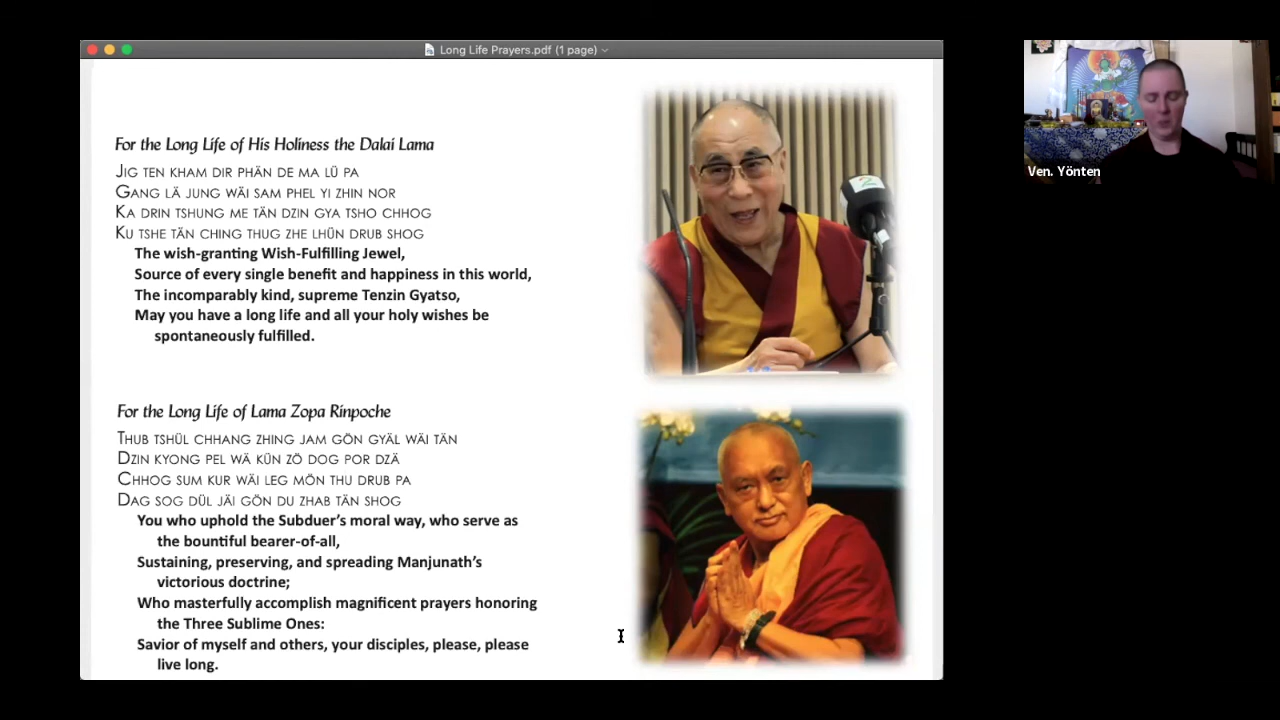 Long Life Prayers.pdf (1 page)
For the Long Life of His Holiness the Dalai Lama
JIG TEN KHAM DIR PHÄN DE MA LÜ PA
GANG LÄ JUNG WÄI SAM PHEL YI ZHIN NOR
KA DRIN TSHUNG ME TÄN DZIN GYA TSHO CHHOG
KU TSHE TÄN CHING THUG ZHE LHÜN DRUB SHOG
The wish-granting Wish-Fulfilling Jewel,
Source of every single benefit and happiness in this world,
The incomparably kind, supreme Tenzin Gyatso,
May you have a long life and all your holy wishes be
spontaneously fulfilled.
For the Long Life of Lama Zopa Rinpoche
THUB TSHÜL CHHANG ZHING JAM GÖN GYÄL WÄI TÄN
DZIN KYONG PEL WÄ KÜN ZÖ DOG POR DZÄ
CHHOG SUM KUR WÄI LEG MÖN THU DRUB PA
DAG SOG DÜL JÄI GÖN DU ZHAB TÄN SHOG
You who uphold the Subduer's moral way, who serve as
the bountiful bearer-of-all,
Sustaining, preserving, and spreading Manjunath's
victorious doctrine;
Who masterfully accomplish magnificent prayers honoring
the Three Sublime Ones:
Savior of myself and others, your disciples, please, please
live long.
2
Ven. Yönten